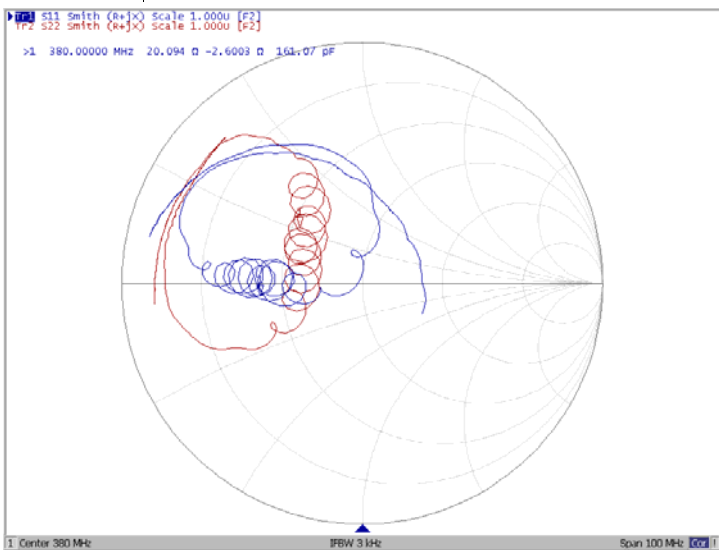 Tr1 S11 Smith (R+jX) Scale 1.000U [F2]
Tr2 S22 Smith (R+jX) Scale 1.000U [F2]
>1 380.00000 MHz 20.094 Ω -2.6003 Ω 161.07 pF
1 Center 380 MHz IFBW 3 kHz Span 100 MHz Cor !